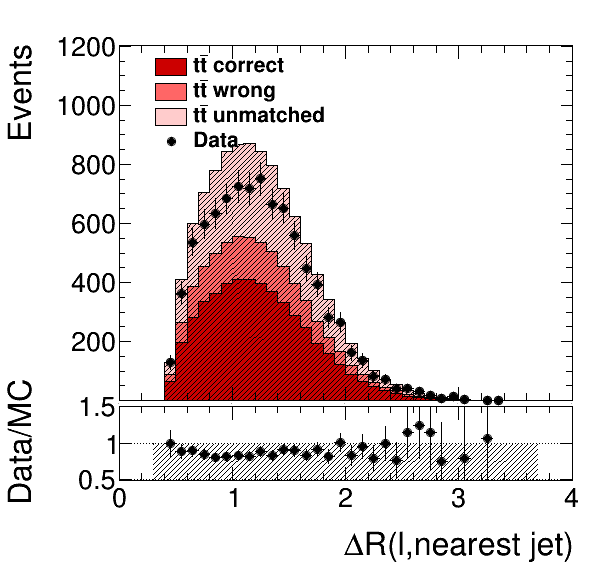 Events
1200
1000
800
600
400
200
tt̅ correct
tt̅ wrong
tt̅ unmatched
Data
Data/MC
1.5
1
0.5
0 1 2 3 4
ΔR(l,nearest jet)